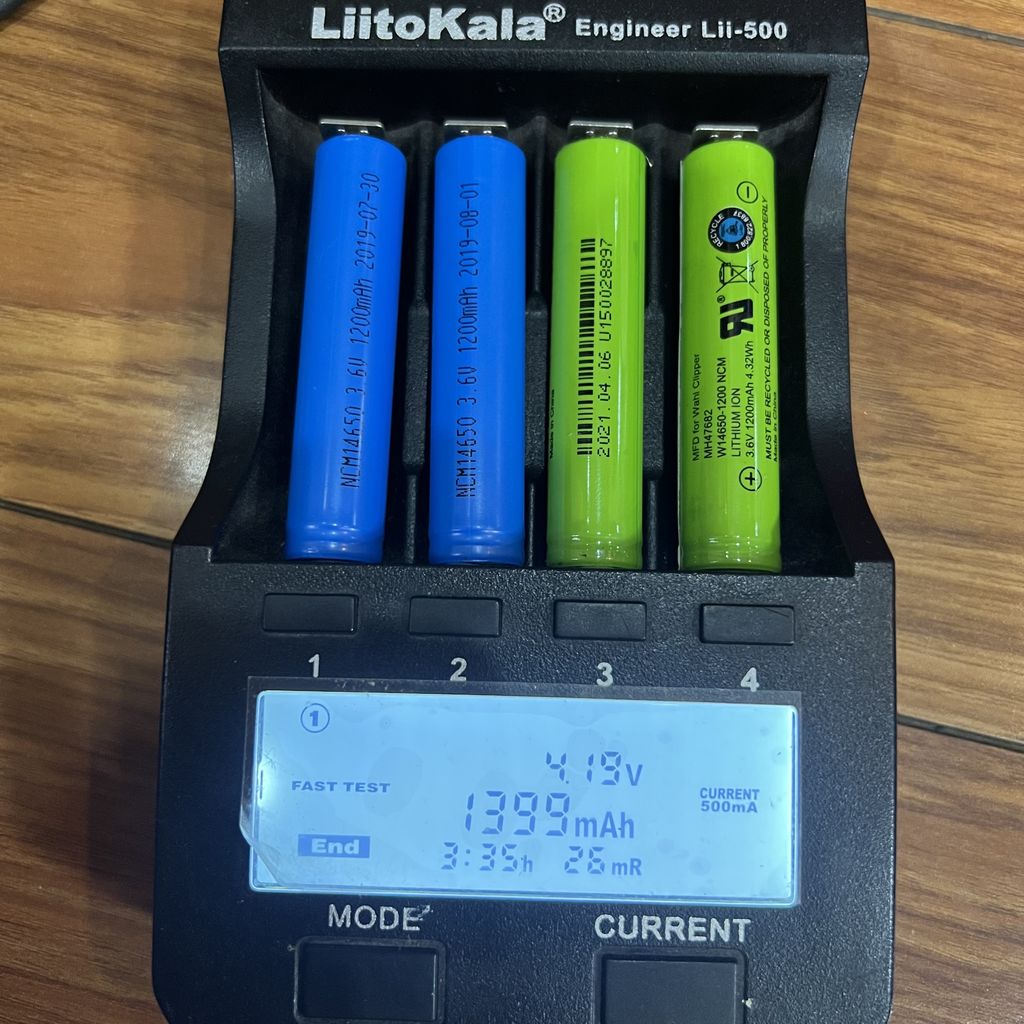 LiitoKala® Engineer Lii-500
NCM14650 3.6V 1200mAh 2019-07-30
NCM14650 3.6V 1200mAh 2019-08-01
Made in China
2021.04.06 U150028897
RECYCLE
MFD for Wahl Clipper
MH47682
W14650-1200 NCM
LITHIUM ION
3.6V 1200mAh 4.32Wh
MUST BE RECYCLED OR DISPOSED OF PROPERLY
Made in China
1
2
3
4
1
4.19V
FAST TEST
CURRENT
500mA
1399mAh
End
3:35h 26mR
MODE
CURRENT